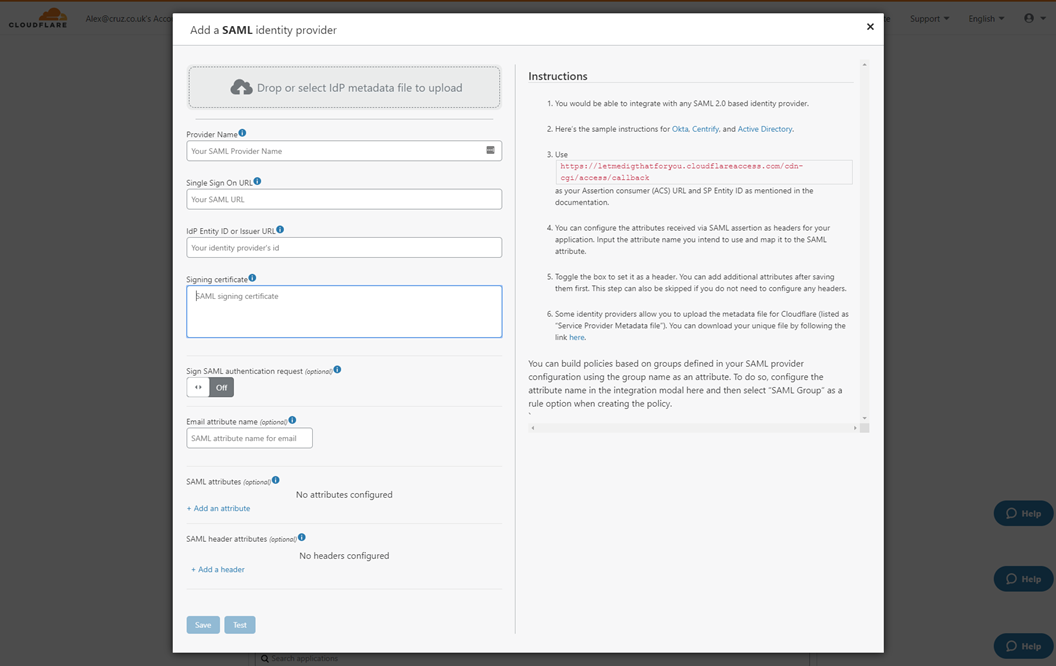 CLOUDFLARE
Alex@cruz.co.uk's Acco
Support
English
Add a SAML identity provider
Drop or select IdP metadata file to upload
Provider Name
Your SAML Provider Name
Single Sign On URL
Your SAML URL
IdP Entity ID or Issuer URL
Your identity provider's id
Signing certificate
SAML signing certificate
Sign SAML authentication request (optional)
Off
Email attribute name (optional)
SAML attribute name for email
SAML attributes (optional)
No attributes configured
+ Add an attribute
SAML header attributes (optional)
No headers configured
+ Add a header
Save Test
Instructions
1. You would be able to integrate with any SAML 2.0 based identity provider.
2. Here's the sample instructions for Okta, Centrify, and Active Directory.
3. Use
https://letmedigthatforyou.cloudflareaccess.com/cdn-
cgi/access/callback
as your Assertion consumer (ACS) URL and SP Entity ID as mentioned in the
documentation.
4. You can configure the attributes received via SAML assertion as headers for your
application. Input the attribute name you intend to use and map it to the SAML
attribute.
5. Toggle the box to set it as a header. You can add additional attributes after saving
them first. This step can also be skipped if you do not need to configure any headers.
6. Some identity providers allow you to upload the metadata file for Cloudflare (listed as
"Service Provider Metadata file"). You can download your unique file by following the
link here.
You can build policies based on groups defined in your SAML provider
configuration using the group name as an attribute. To do so, configure the
attribute name in the integration modal here and then select "SAML Group" as a
rule option when creating the policy.
`
Help
Help
Help
Search applications